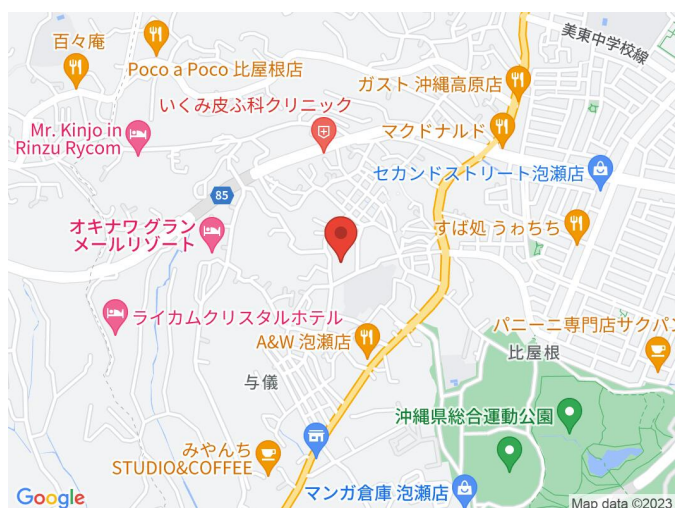 百々庵
Poco a Poco 比屋根店
美東中学校線
ガスト 沖縄高原店
いくみ皮ふ科クリニック
Mr. Kinjo in
Rinzu Rycom
マクドナルド
セカンドストリート泡瀬店
85
オキナワ グラン
メールリゾート
すば処 うゎちち
ライカムクリスタルホテル
A&W 泡瀬店
パニーニ専門店サクパン
比屋根
与儀
沖縄県総合運動公園
みやんち
STUDIO&COFFEE
マンガ倉庫 泡瀬店
Google
Map data ©2023